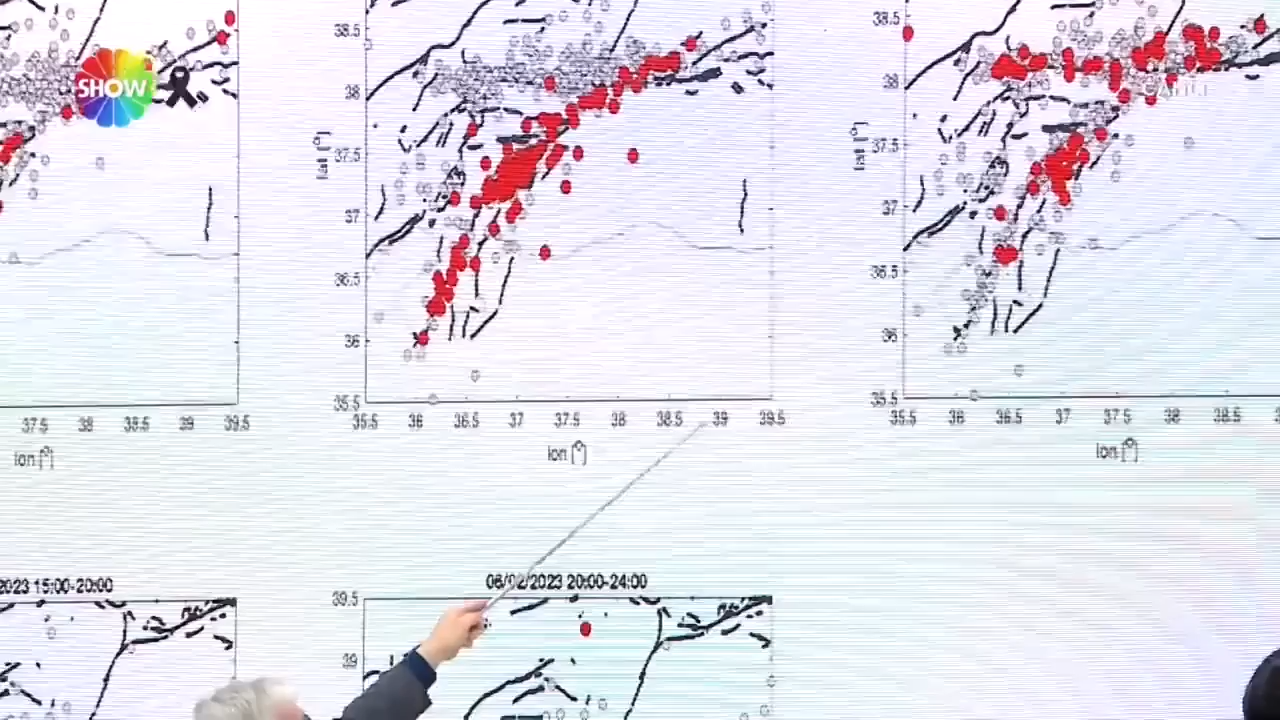 SHOW
CANLI
38.5
38
37.5
37
36.5
36
35.5
lat [°]
37.5 38 38.5 39 39.5
lon [°]
35.5 36 36.5 37 37.5 38 38.5 39 39.5
lon [°]
38.5
38
37.5
37
36.5
36
35.5
lat [°]
35.5 36 36.5 37 37.5 38 38.5
lon [°]
2023 15:00-20:00
06/02/2023 20:00-24:00
39.5
39